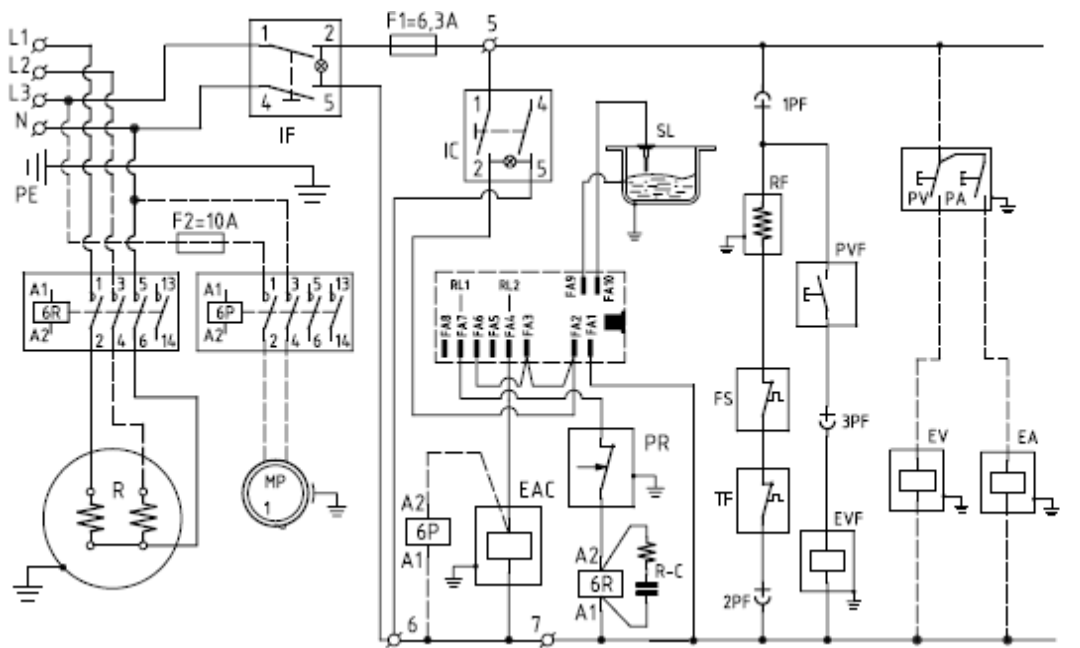 L1
L2
L3
N
PE
1 2
4 5
IF
F1=6,3A
5
1 4
IC
2 5
SL
1PF
RF
PV PA
PVF
F2=10A
A1
6R
A2
1 3 5 13
2 4 6 14
A1
6P
A2
1 3 5 13
2 4 6 14
RL1 RL2
FA9 FA10
FA8 FA7 FA6 FA5 FA4 FA3 FA2 FA1
FS
3PF
PR
TF
EV
EA
R
MP
1
EAC
A2
6P
A1
A2
6R
A1
R-C
EVF
2PF
6
7